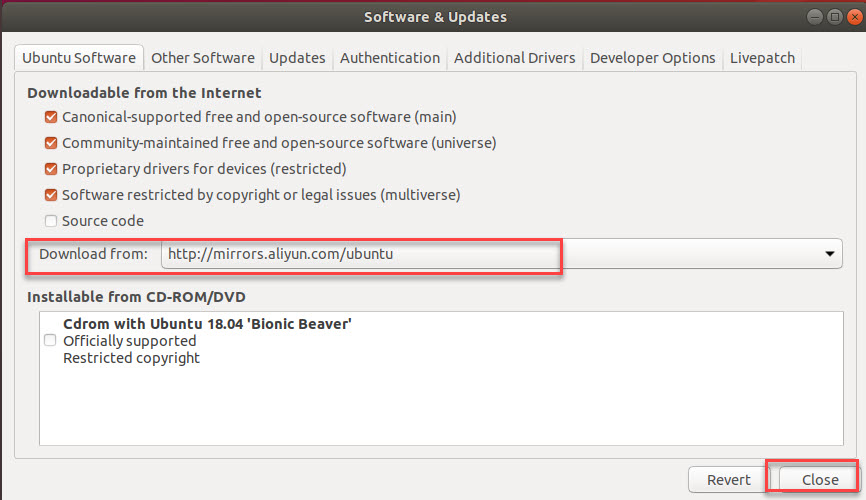 Software & Updates
Ubuntu Software Other Software Updates Authentication Additional Drivers Developer Options Livepatch
Downloadable from the Internet
Canonical-supported free and open-source software (main)
Community-maintained free and open-source software (universe)
Proprietary drivers for devices (restricted)
Software restricted by copyright or legal issues (multiverse)
Source code
Download from: http://mirrors.aliyun.com/ubuntu
Installable from CD-ROM/DVD
Cdrom with Ubuntu 18.04 'Bionic Beaver'
Officially supported
Restricted copyright
Revert Close